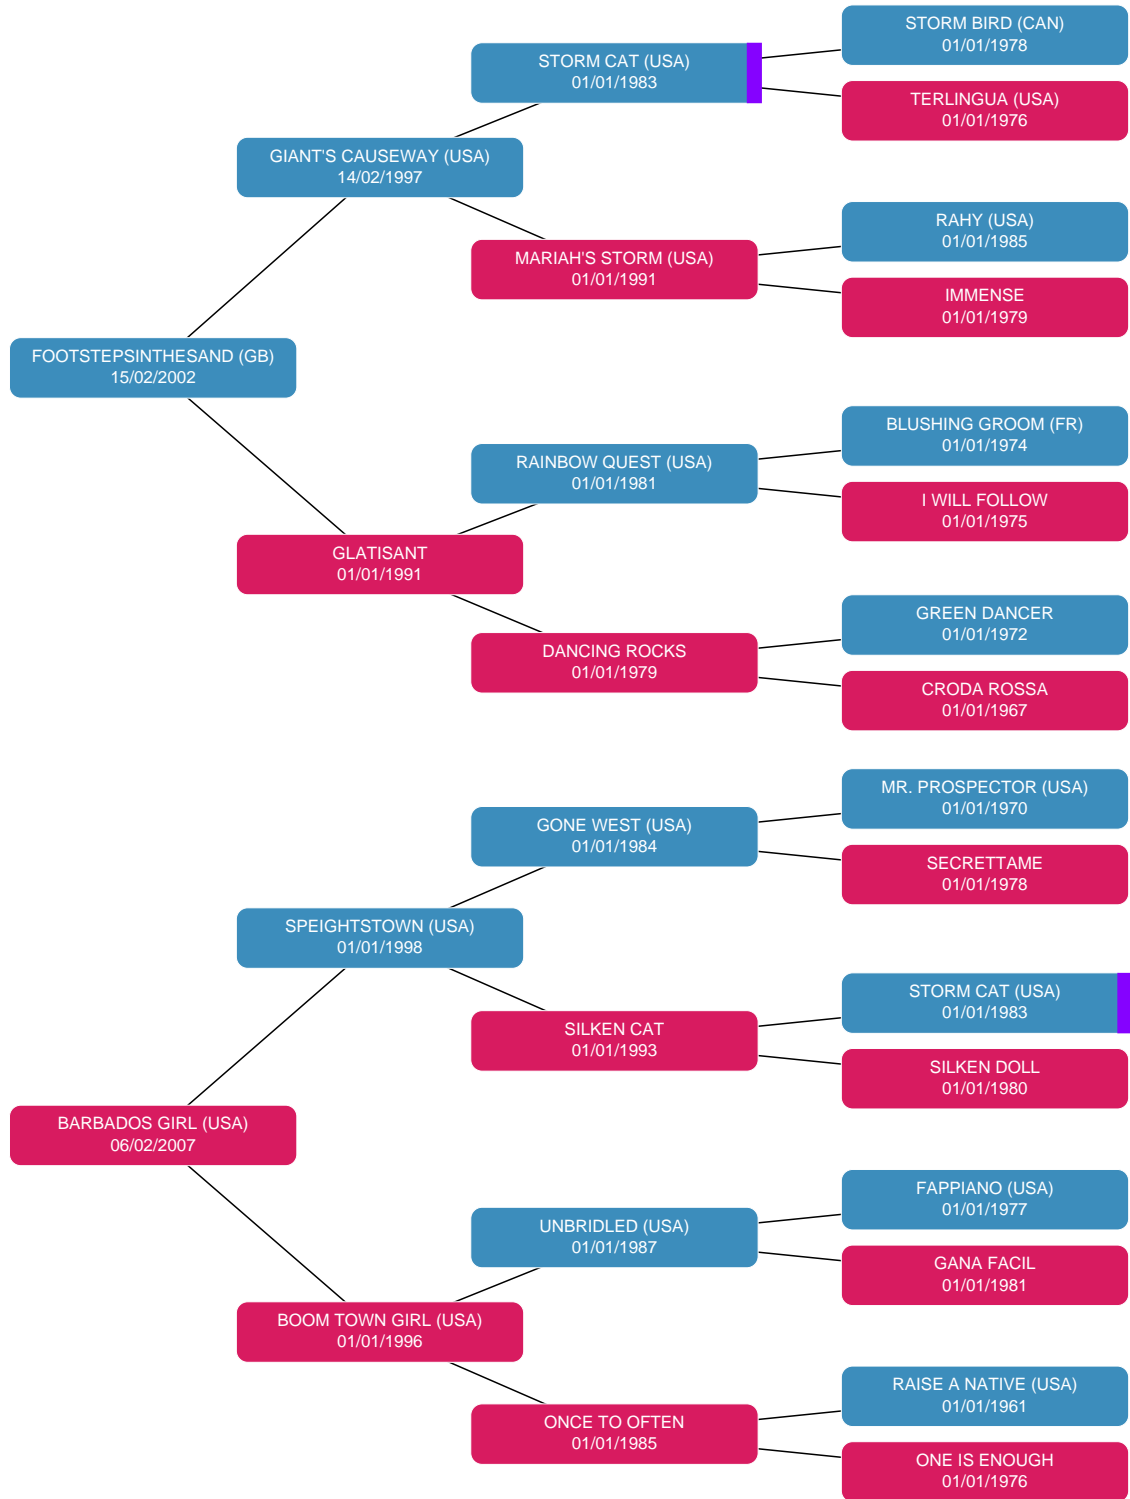 STORM BIRD (CAN)
01/01/1978
STORM CAT (USA)
01/01/1983
TERLINGUA (USA)
01/01/1976
GIANT'S CAUSEWAY (USA)
14/02/1997
RAHY (USA)
01/01/1985
MARIAH'S STORM (USA)
01/01/1991
IMMENSE
01/01/1979
FOOTSTEPSINTHESAND (GB)
15/02/2002
BLUSHING GROOM (FR)
01/01/1974
RAINBOW QUEST (USA)
01/01/1981
I WILL FOLLOW
01/01/1975
GLATISANT
01/01/1991
GREEN DANCER
01/01/1972
DANCING ROCKS
01/01/1979
CRODA ROSSA
01/01/1967
MR. PROSPECTOR (USA)
01/01/1970
GONE WEST (USA)
01/01/1984
SECRETTAME
01/01/1978
SPEIGHTSTOWN (USA)
01/01/1998
STORM CAT (USA)
01/01/1983
SILKEN CAT
01/01/1993
SILKEN DOLL
01/01/1980
BARBADOS GIRL (USA)
06/02/2007
FAPPIANO (USA)
01/01/1977
UNBRIDLED (USA)
01/01/1987
GANA FACIL
01/01/1981
BOOM TOWN GIRL (USA)
01/01/1996
RAISE A NATIVE (USA)
01/01/1961
ONCE TO OFTEN
01/01/1985
ONE IS ENOUGH
01/01/1976